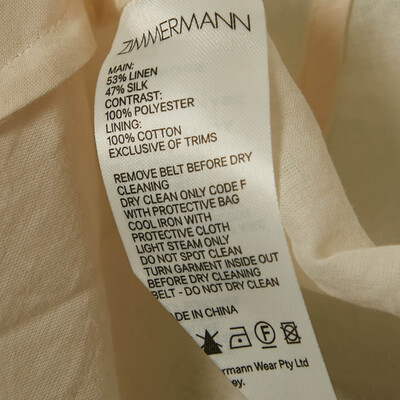 ZIMMERMANN
MAIN:
53% LINEN
47% SILK
CONTRAST:
100% POLYESTER
LINING:
100% COTTON
EXCLUSIVE OF TRIMS
REMOVE BELT BEFORE DRY
CLEANING
DRY CLEAN ONLY CODE F
WITH PROTECTIVE BAG
COOL IRON WITH
PROTECTIVE CLOTH
LIGHT STEAM ONLY
DO NOT SPOT CLEAN
TURN GARMENT INSIDE OUT
BEFORE DRY CLEANING
BELT - DO NOT DRY CLEAN
IN CHINA
F
Wear Pty Ltd